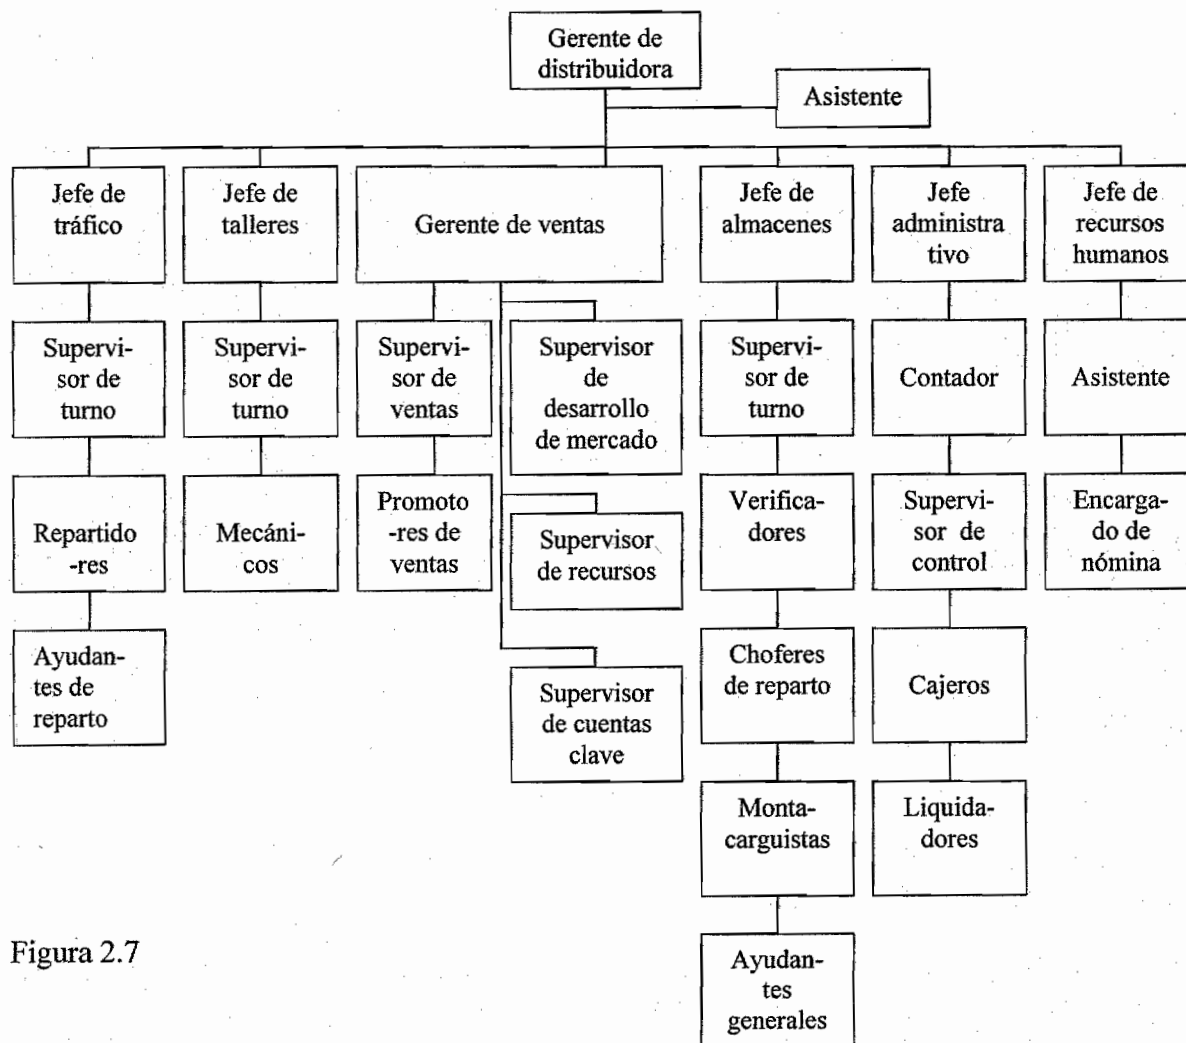 Gerente de
distribuidora
Asistente
Jefe de
tráfico
Jefe de
talleres
Gerente de ventas
Jefe de
almacenes
Jefe
administra
tivo
Jefe de
recursos
humanos
Supervi-
sor de
turno
Supervi-
sor de
turno
Supervi-
sor de
ventas
Supervisor
de
desarrollo
de mercado
Supervi-
sor de
turno
Contador
Asistente
Repartido
-res
Mecáni-
cos
Promoto
-res de
ventas
Supervisor
de recursos
Verifica-
dores
Supervi-
sor de
control
Encarga-
do de
nómina
Ayudan-
tes de
reparto
Supervisor
de cuentas
clave
Choferes
de reparto
Cajeros
Monta-
carguistas
Liquida-
dores
Ayudan-
tes
generales
Figura 2.7